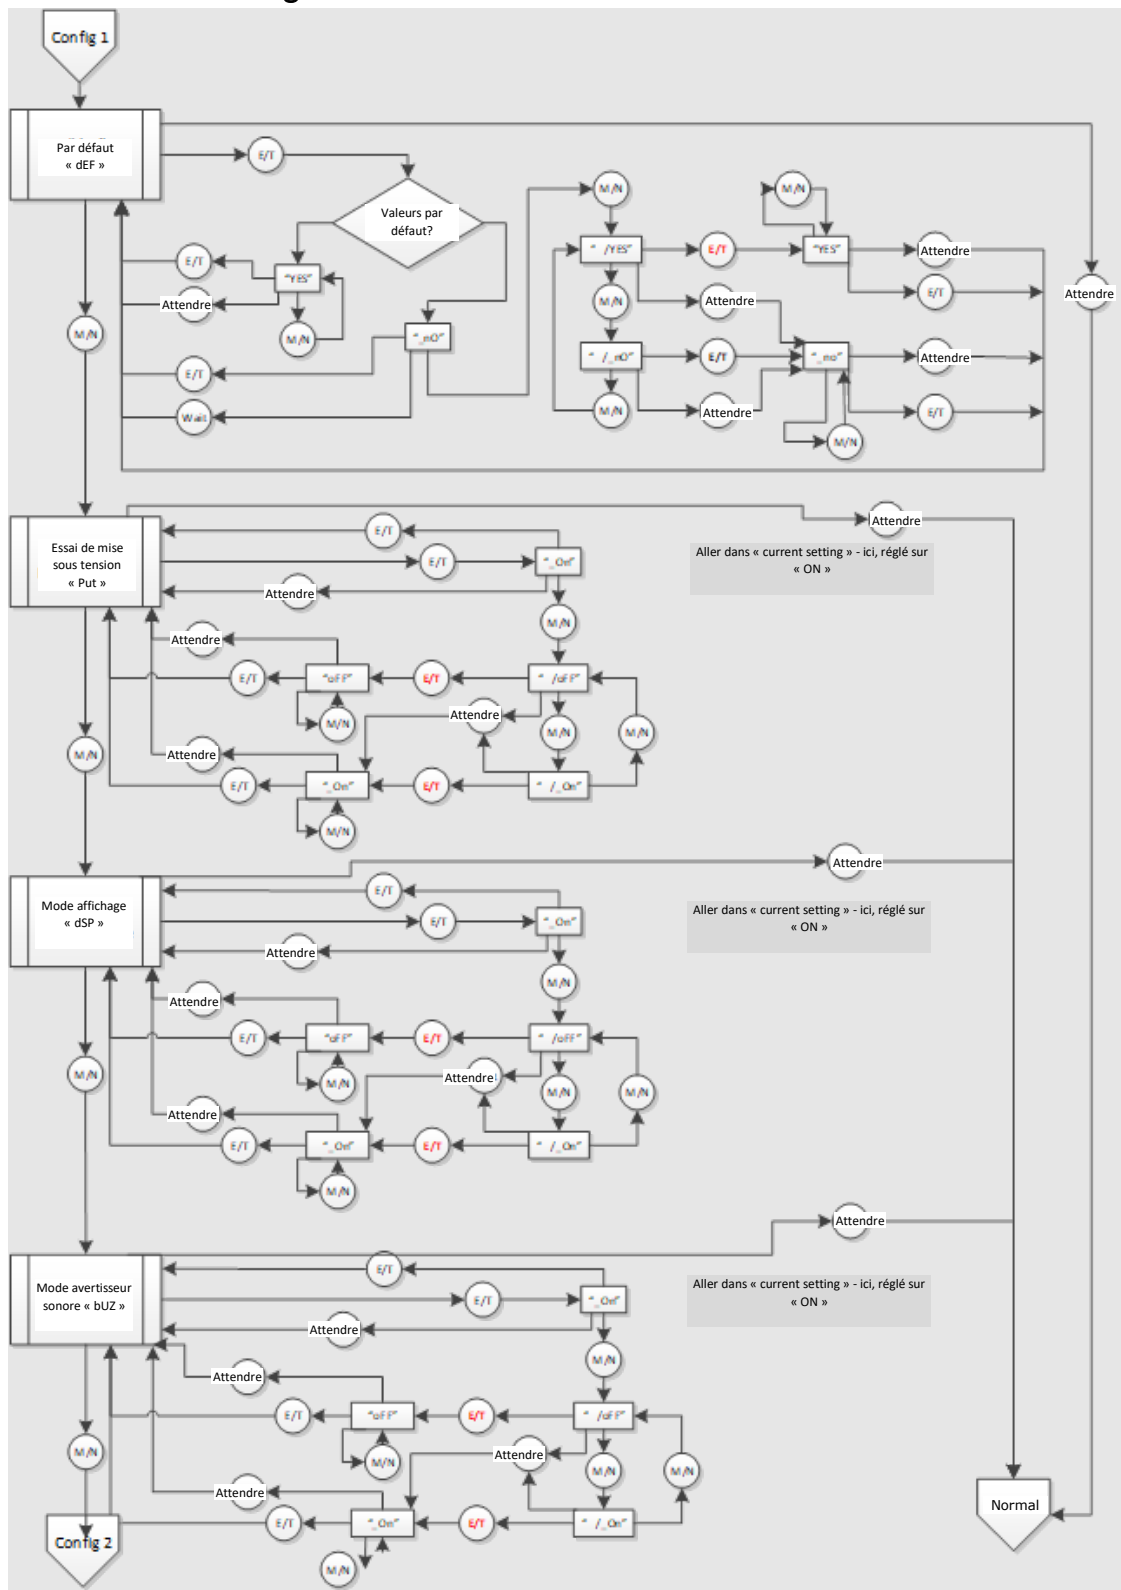 Config 1
Par défaut
« dEF »
E/T
M/N
M/N
Valeurs par
défaut?
" /YES"
E/T
"YES"
Attendre
E/T
"YES"
Attendre
Attendre
E/T
Attendre
M/N
M/N
M/N
"_nO"
" /_nO"
E/T
"_no"
Attendre
E/T
Wait
M/N
Attendre
E/T
M/N
Essai de mise
sous tension
« Put »
E/T
Attendre
E/T
"_On"
Aller dans « current setting » - ici, réglé sur
« ON »
Attendre
M/N
Attendre
E/T
"oFF"
E/T
" /oFF"
Attendre
M/N
M/N
M/N
M/N
Attendre
E/T
"_On"
E/T
" /_On"
M/N
Attendre
Mode affichage
« dSP »
E/T
E/T
"_On"
Aller dans « current setting » - ici, réglé sur
« ON »
Attendre
M/N
Attendre
E/T
"oFF"
E/T
" /oFF"
M/N
Attendre
M/N
M/N
M/N
Attendre
E/T
"_On"
E/T
" /_On"
M/N
Attendre
Mode avertisseur
sonore « bUZ »
E/T
E/T
"_On"
Aller dans « current setting » - ici, réglé sur
« ON »
Attendre
M/N
Attendre
E/T
"oFF"
E/T
" /oFF"
M/N
Attendre
M/N
M/N
M/N
Attendre
Normal
E/T
"_On"
E/T
" /_On"
Config 2
M/N